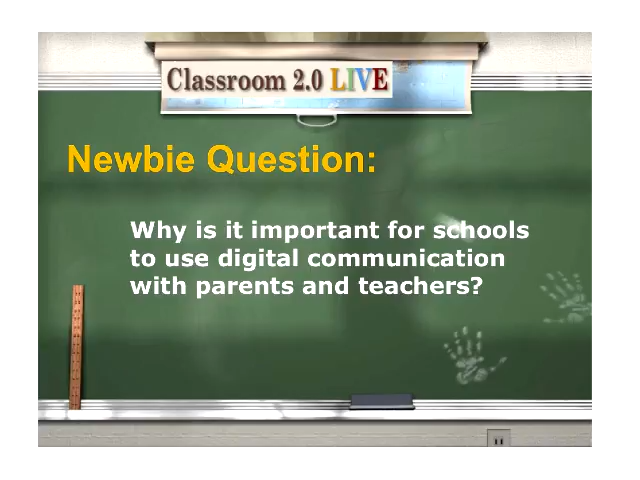 Classroom 2.0 LIVE
Newbie Question:
Why is it important for schools
to use digital communication
with parents and teachers?